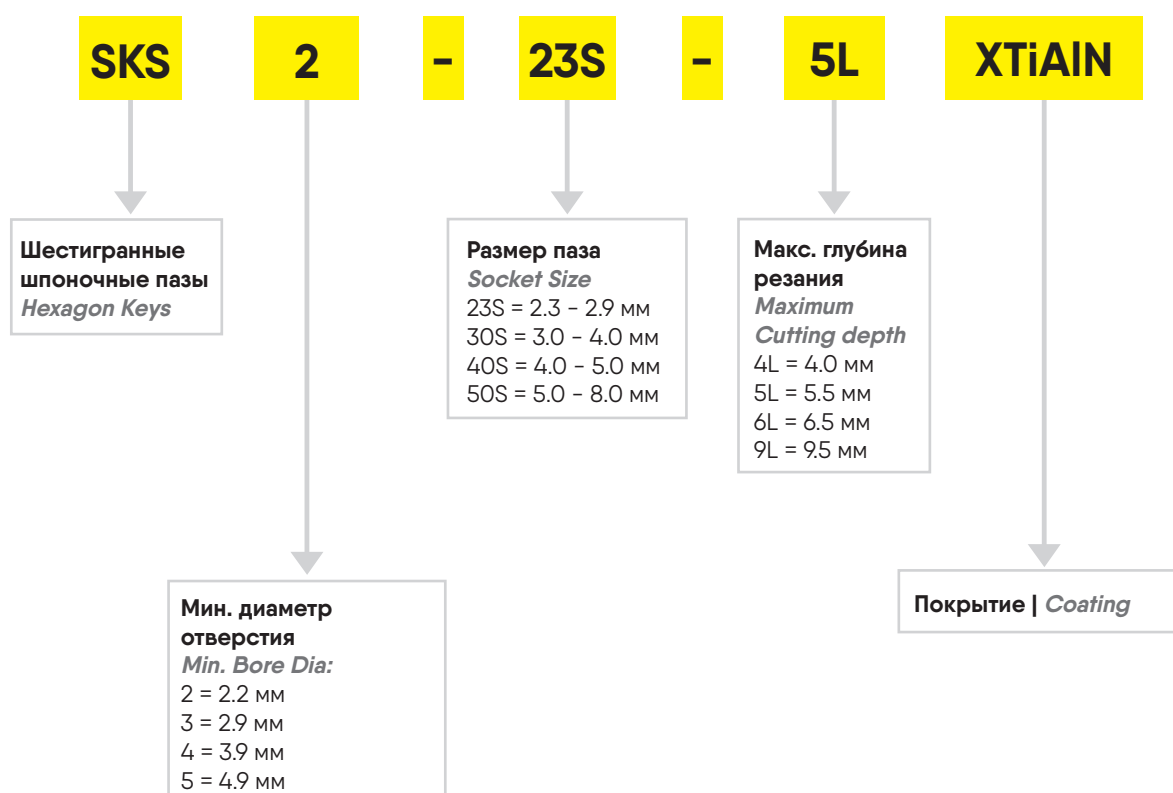 SKS 2 - 23S - 5L XTiAlN
Шестигранные
шпоночные пазы
Hexagon Keys
Размер паза
Socket Size
23S = 2.3 - 2.9 мм
30S = 3.0 - 4.0 мм
40S = 4.0 - 5.0 мм
50S = 5.0 - 8.0 мм
Макс. глубина
резания
Maximum
Cutting depth
4L = 4.0 мм
5L = 5.5 мм
6L = 6.5 мм
9L = 9.5 мм
Мин. диаметр
отверстия
Min. Bore Dia:
2 = 2.2 мм
3 = 2.9 мм
4 = 3.9 мм
5 = 4.9 мм
Покрытие | Coating